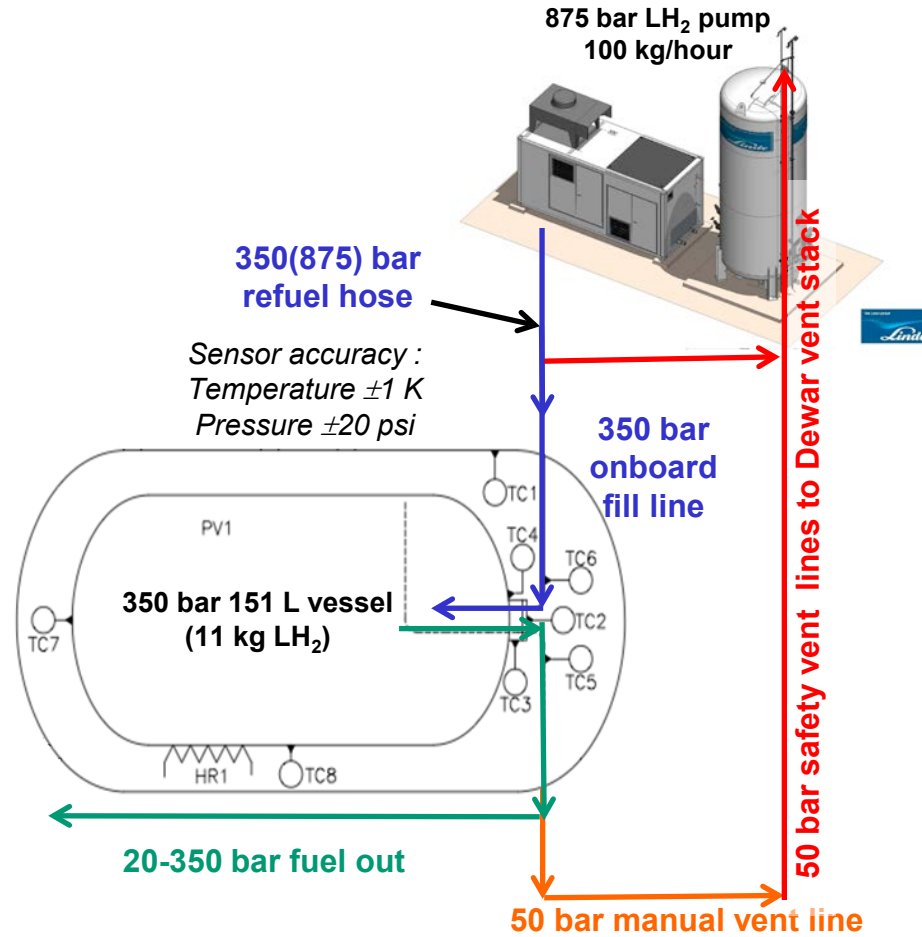 875 bar LH₂ pump
100 kg/hour
Linde
350(875) bar
refuel hose
Linde
Sensor accuracy :
Temperature ±1 K
Pressure ±20 psi
350 bar
onboard
fill line
50 bar safety vent lines to Dewar vent stack
TC1
PV1
TC4
TC6
350 bar 151 L vessel
(11 kg LH₂)
TC2
TC7
TC5
TC3
HR1
TC8
20-350 bar fuel out
50 bar manual vent line